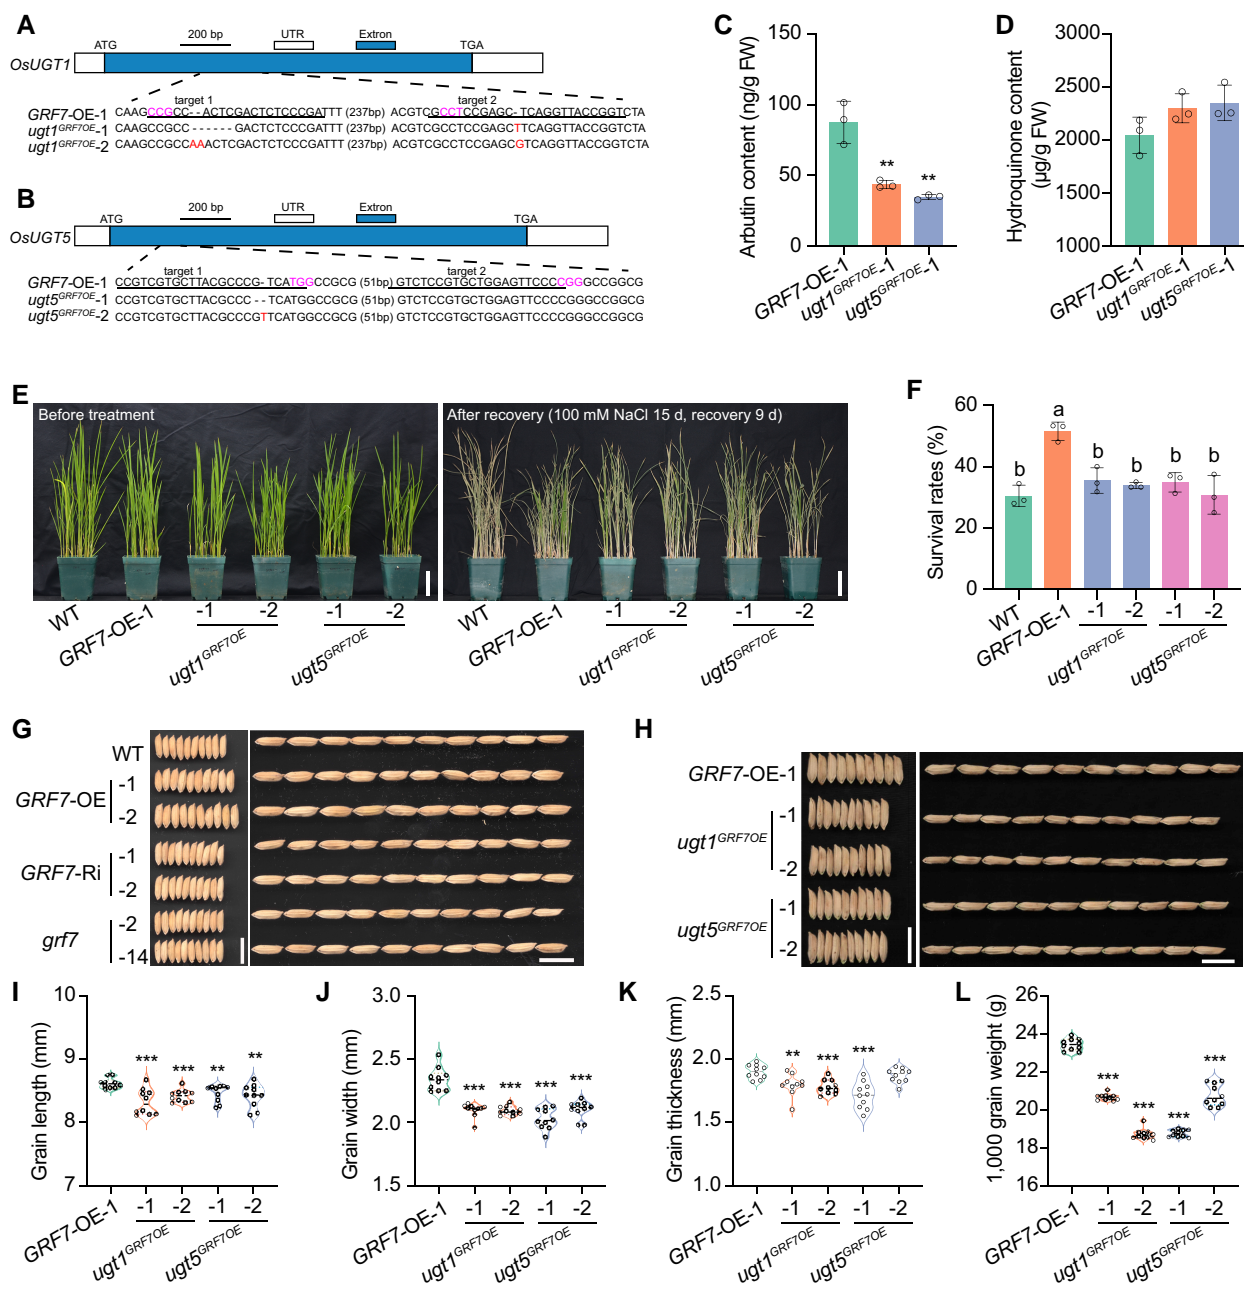 A
ATG
200 bp
UTR
Extron
TGA
OsUGT1
target 1
target 2
GRF7-OE-1 CAAGCCGCC--ACTCGACTCTCCCGATTT (237bp) ACGTCGCCTCCGAGC-TCAGGTTACCGGTCTA
ugt1GRF7OE-1 CAAGCCGCC------GACTCTCCCGATTT (237bp) ACGTCGCCTCCGAGCTTCAGGTTACCGGTCTA
ugt1GRF7OE-2 CAAGCCGCCAAACTCGACTCTCCCGATTT (237bp) ACGTCGCCTCCGAGCGTCAGGTTACCGGTCTA
B
ATG
200 bp
UTR
Extron
TGA
OsUGT5
target 1
target 2
GRF7-OE-1 CCGTCGTGCTTACGCCCG-TCATGGCCGCG (51bp) GTCTCCGTGCTGGAGTTCCCCGGGCCGGCG
ugt5GRF7OE-1 CCGTCGTGCTTACGCCC--TCATGGCCGCG (51bp) GTCTCCGTGCTGGAGTTCCCCGGGCCGGCG
ugt5GRF7OE-2 CCGTCGTGCTTACGCCCGTTCATGGCCGCG (51bp) GTCTCCGTGCTGGAGTTCCCCGGGCCGGCG
C
Arbutin content (ng/g FW)
150
100
50
0
**
**
GRF7-OE-1
ugt1GRF7OE-1
ugt5GRF7OE-1
D
Hydroquinone content
(μg/g FW)
3000
2500
2000
1500
1000
GRF7-OE-1
ugt1GRF7OE-1
ugt5GRF7OE-1
E
Before treatment
After recovery (100 mM NaCl 15 d, recovery 9 d)
WT
GRF7-OE-1
-1
-2
ugt1GRF7OE
-1
-2
ugt5GRF7OE
WT
GRF7-OE-1
-1
-2
ugt1GRF7OE
-1
-2
ugt5GRF7OE
F
Survival rates (%)
60
40
20
0
b
a
b
b
b
b
WT
GRF7-OE-1
-1
-2
ugt1GRF7OE
-1
-2
ugt5GRF7OE
G
WT
GRF7-OE
-1
-2
GRF7-Ri
-1
-2
grf7
-2
-14
H
GRF7-OE-1
ugt1GRF7OE
-1
-2
ugt5GRF7OE
-1
-2
I
Grain length (mm)
10
9
8
7
***
***
**
**
GRF7-OE-1
-1
-2
ugt1GRF7OE
-1
-2
ugt5GRF7OE
J
Grain width (mm)
3.0
2.5
2.0
1.5
***
***
***
***
GRF7-OE-1
-1
-2
ugt1GRF7OE
-1
-2
ugt5GRF7OE
K
Grain thickness (mm)
2.5
2.0
1.5
1.0
**
***
***
GRF7-OE-1
-1
-2
ugt1GRF7OE
-1
-2
ugt5GRF7OE
L
1,000 grain weight (g)
26
24
22
20
18
16
***
***
***
***
GRF7-OE-1
-1
-2
ugt1GRF7OE
-1
-2
ugt5GRF7OE